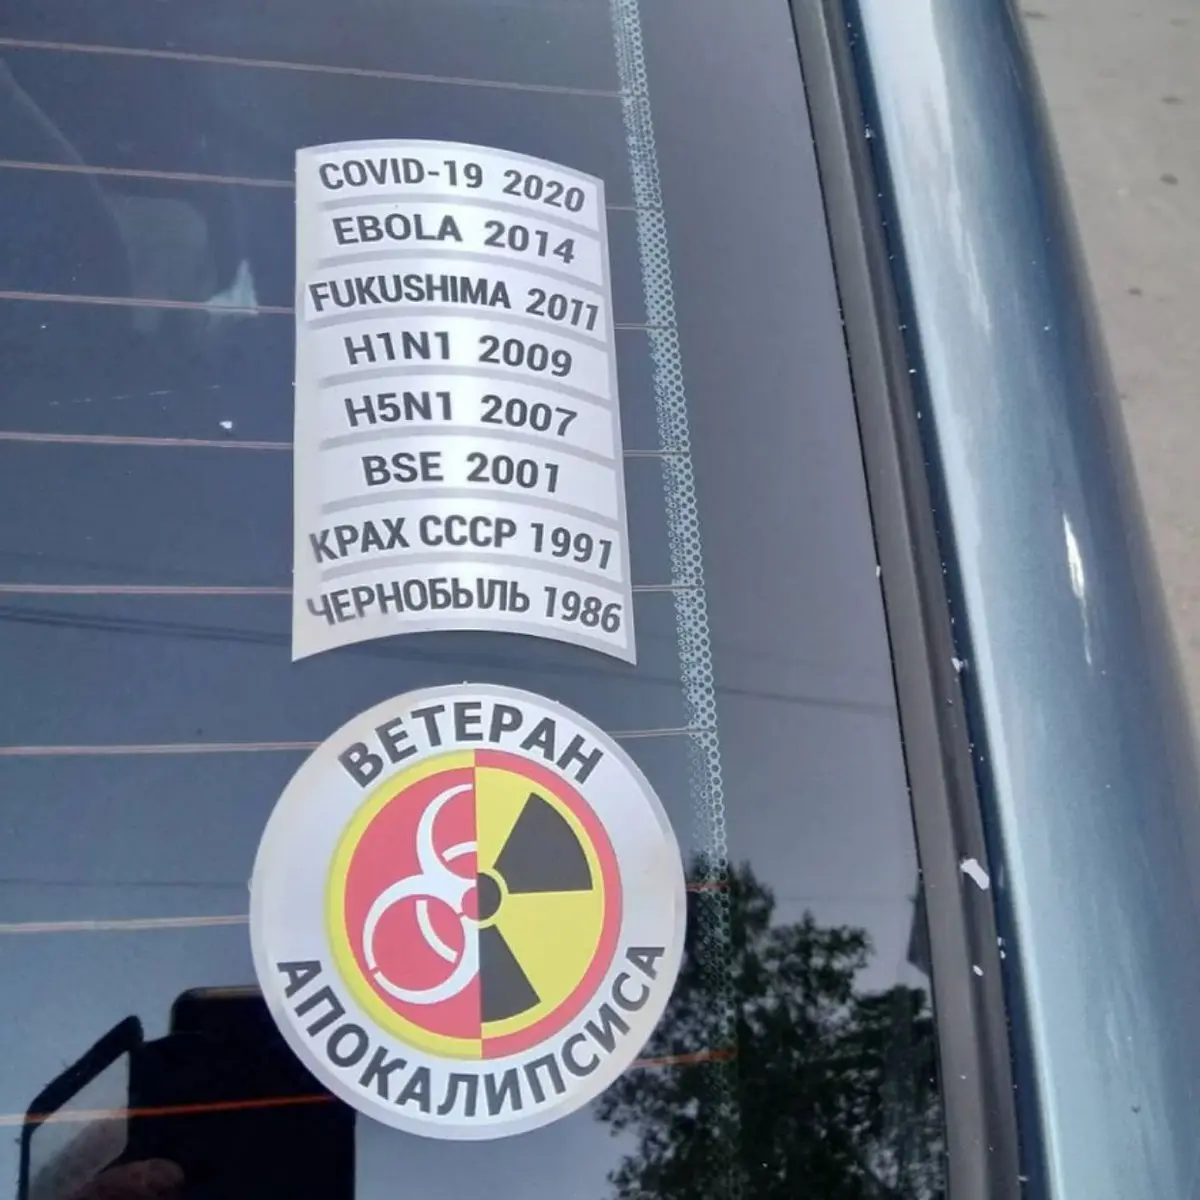 COVID-19 2020
EBOLA 2014
FUKUSHIMA 2011
H1N1 2009
H5N1 2007
BSE 2001
КРАХ СССР 1991
ЧЕРНОБЫЛЬ 1986
ВЕТЕРАН
АПОКАЛИПСИСА